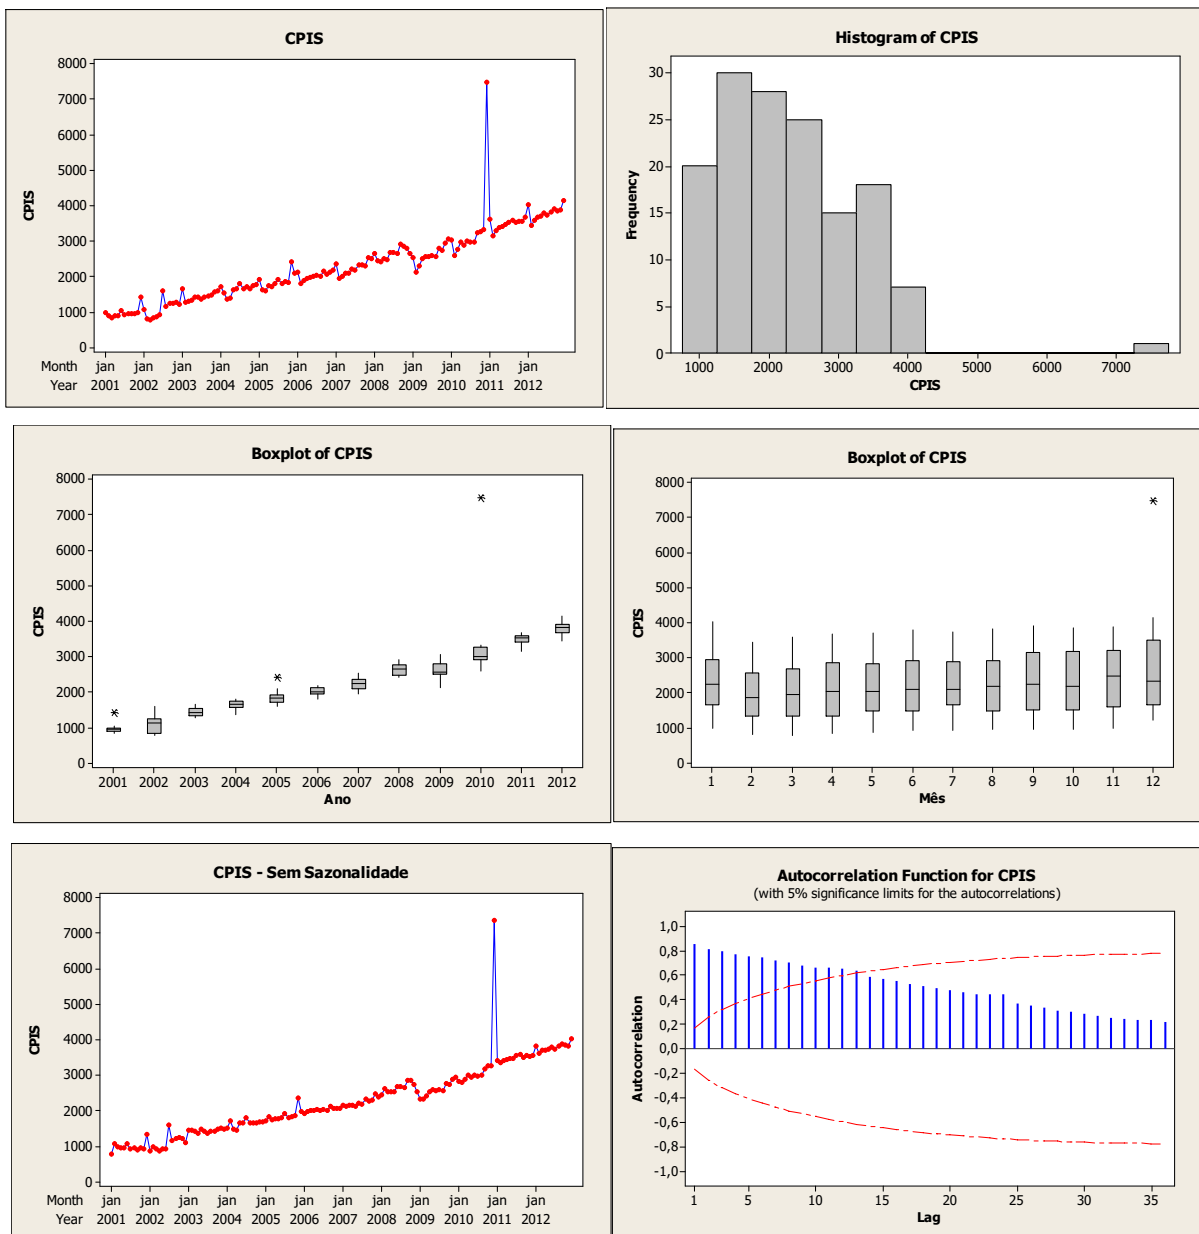 CPIS
8000
7000
6000
5000
4000
3000
2000
1000
0
CPIS
Month jan jan jan jan jan jan jan jan jan jan jan jan
Year 2001 2002 2003 2004 2005 2006 2007 2008 2009 2010 2011 2012
Histogram of CPIS
30
25
20
15
10
5
0
Frequency
1000 2000 3000 4000 5000 6000 7000
CPIS
Boxplot of CPIS
8000
7000
6000
5000
4000
3000
2000
1000
0
CPIS
2001 2002 2003 2004 2005 2006 2007 2008 2009 2010 2011 2012
Ano
Boxplot of CPIS
8000
7000
6000
5000
4000
3000
2000
1000
0
CPIS
1 2 3 4 5 6 7 8 9 10 11 12
Mês
CPIS - Sem Sazonalidade
8000
7000
6000
5000
4000
3000
2000
1000
0
CPIS
Month jan jan jan jan jan jan jan jan jan jan jan jan
Year 2001 2002 2003 2004 2005 2006 2007 2008 2009 2010 2011 2012
Autocorrelation Function for CPIS
(with 5% significance limits for the autocorrelations)
1,0
0,8
0,6
0,4
0,2
0,0
-0,2
-0,4
-0,6
-0,8
-1,0
Autocorrelation
1 5 10 15 20 25 30 35
Lag